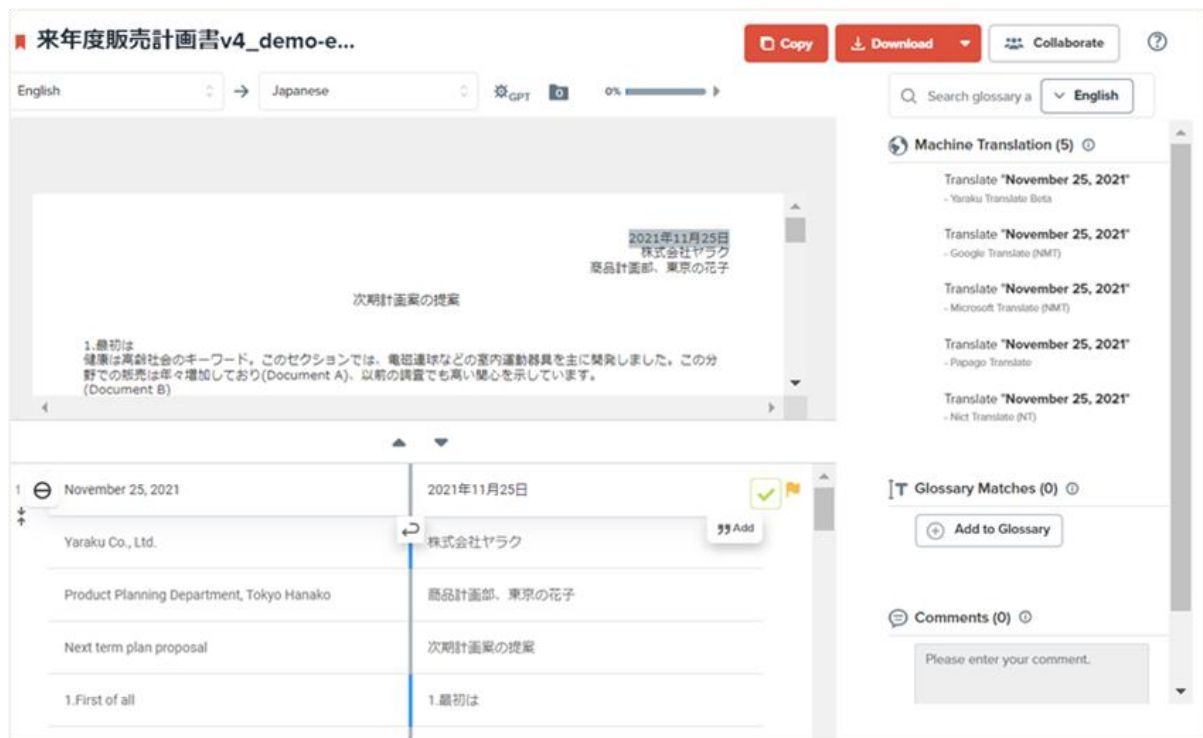 来年度販売計画書v4_demo-e...
Copy
Download
Collaborate
English
Japanese
GPT
0%
Search glossary a
English
2021年11月25日
株式会社ヤラク
商品計画部、東京の花子
次期計画案の提案
1.最初は
健康は高齢社会のキーワード。このセクションでは、電磁連球などの室内運動器具を主に開発しました。この分
野での販売は年々増加しており(Document A)、以前の調査でも高い関心を示しています。
(Document B)
Machine Translation (5)
Translate "November 25, 2021"
- Yaraku Translate Beta
Translate "November 25, 2021"
- Google Translate (NMT)
Translate "November 25, 2021"
- Microsoft Translate (NMT)
Translate "November 25, 2021"
- Papago Translate
Translate "November 25, 2021"
- Nict Translate (NT)
Glossary Matches (0)
Add to Glossary
Comments (0)
Please enter your comment.
1
November 25, 2021
2021年11月25日
Add
Yaraku Co., Ltd.
株式会社ヤラク
Product Planning Department, Tokyo Hanako
商品計画部、東京の花子
Next term plan proposal
次期計画案の提案
1.First of all
1.最初は